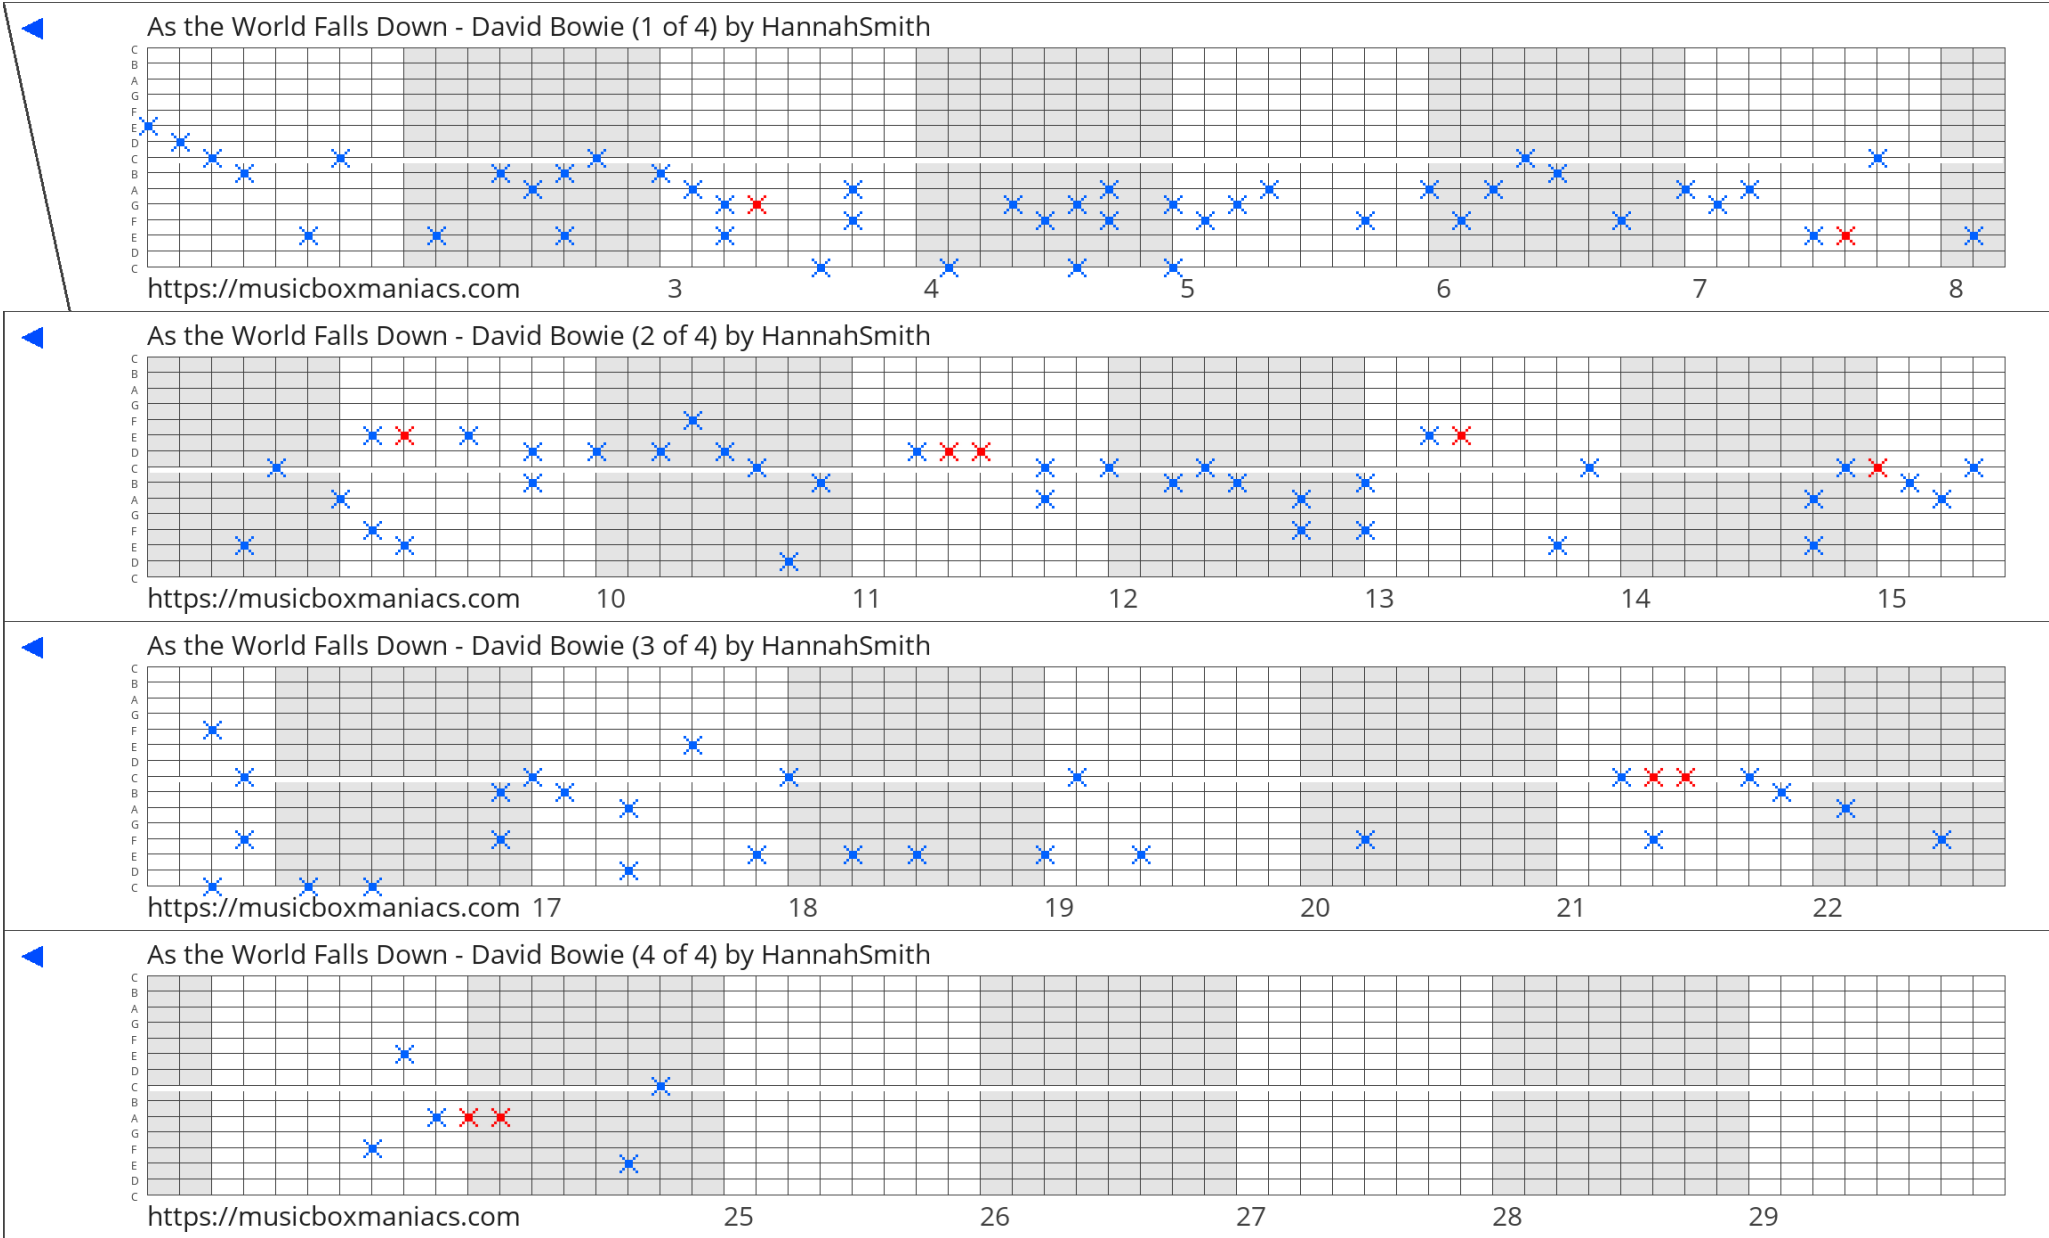 As the World Falls Down - David Bowie (1 of 4) by HannahSmith
C
B
A
G
F
E
D
C
B
A
G
F
E
D
C
https://musicboxmaniacs.com 3 4 5 6 7 8
As the World Falls Down - David Bowie (2 of 4) by HannahSmith
C
B
A
G
F
E
D
C
B
A
G
F
E
D
C
https://musicboxmaniacs.com 10 11 12 13 14 15
As the World Falls Down - David Bowie (3 of 4) by HannahSmith
C
B
A
G
F
E
D
C
B
A
G
F
E
D
C
https://musicboxmaniacs.com 17 18 19 20 21 22
As the World Falls Down - David Bowie (4 of 4) by HannahSmith
C
B
A
G
F
E
D
C
B
A
G
F
E
D
C
https://musicboxmaniacs.com 25 26 27 28 29